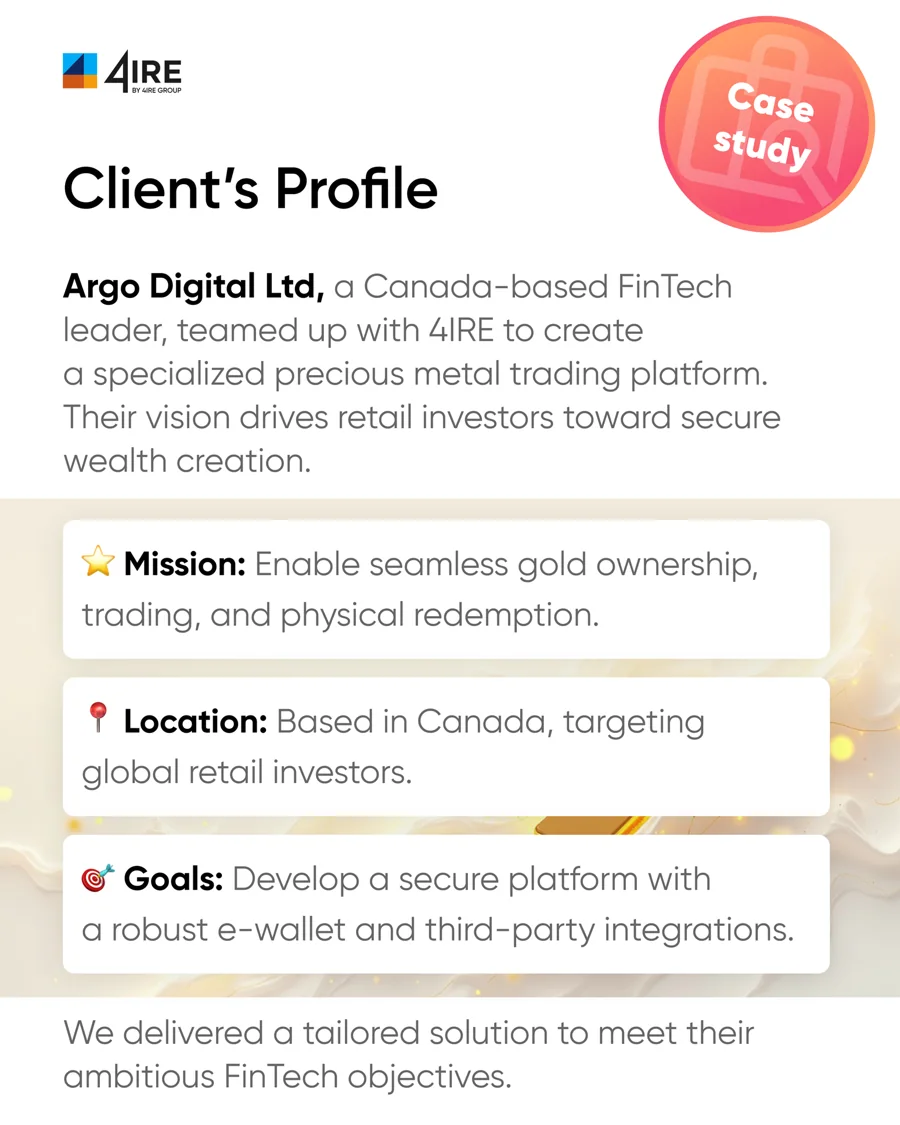 4IRE
BY 4IRE GROUP
Case
study
Client’s Profile
Argo Digital Ltd, a Canada-based FinTech
leader, teamed up with 4IRE to create
a specialized precious metal trading platform.
Their vision drives retail investors toward secure
wealth creation.
⭐ Mission: Enable seamless gold ownership,
trading, and physical redemption.
📍 Location: Based in Canada, targeting
global retail investors.
🎯 Goals: Develop a secure platform with
a robust e-wallet and third-party integrations.
We delivered a tailored solution to meet their
ambitious FinTech objectives.